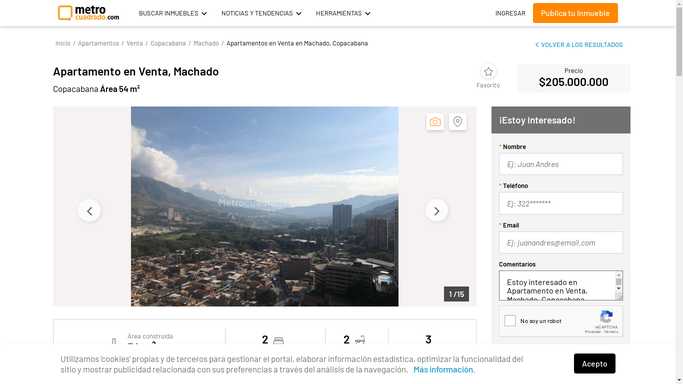 metro
cuadrado.com
BUSCAR INMUEBLES
NOTICIAS Y TENDENCIAS
HERRAMIENTAS
INGRESAR
Publica tu Inmueble
Inicio / Apartamentos / Venta / Copacabana / Machado / Apartamentos en Venta en Machado, Copacabana
VOLVER A LOS RESULTADOS
Apartamento en Venta, Machado
Copacabana Área 54 m²
Favorito
Precio
$205.000.000
¡Estoy Interesado!
* Nombre
Ej: Juan Andres
* Teléfono
Ej: 322*******
* Email
Ej: juanandres@email.com
Comentarios
Estoy interesado en
Apartamento en Venta,
Machado, Copacabana
No soy un robot
reCAPTCHA
Privacidad - Términos
1 /15
Área construida
2
2
3
Utilizamos 'cookies' propias y de terceros para gestionar el portal, elaborar información estadística, optimizar la funcionalidad del
sitio y mostrar publicidad relacionada con sus preferencias a través del análisis de la navegación. Más información.
Acepto